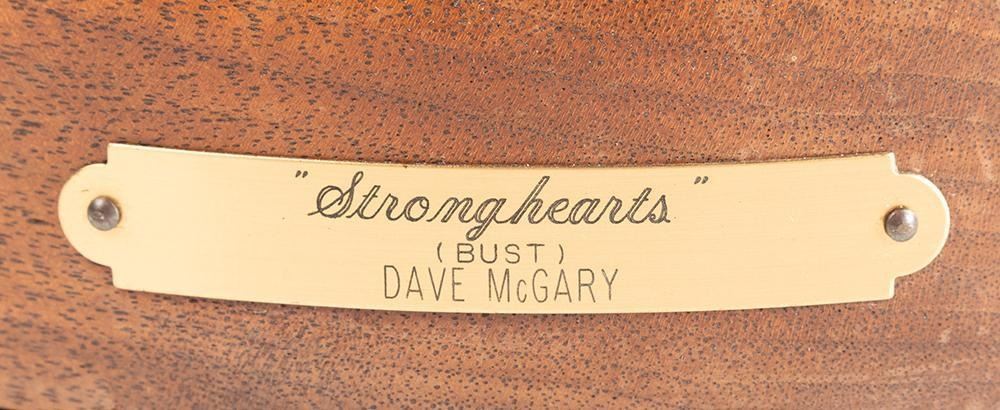 "Stronghearts"
(BUST)
DAVE McGARY